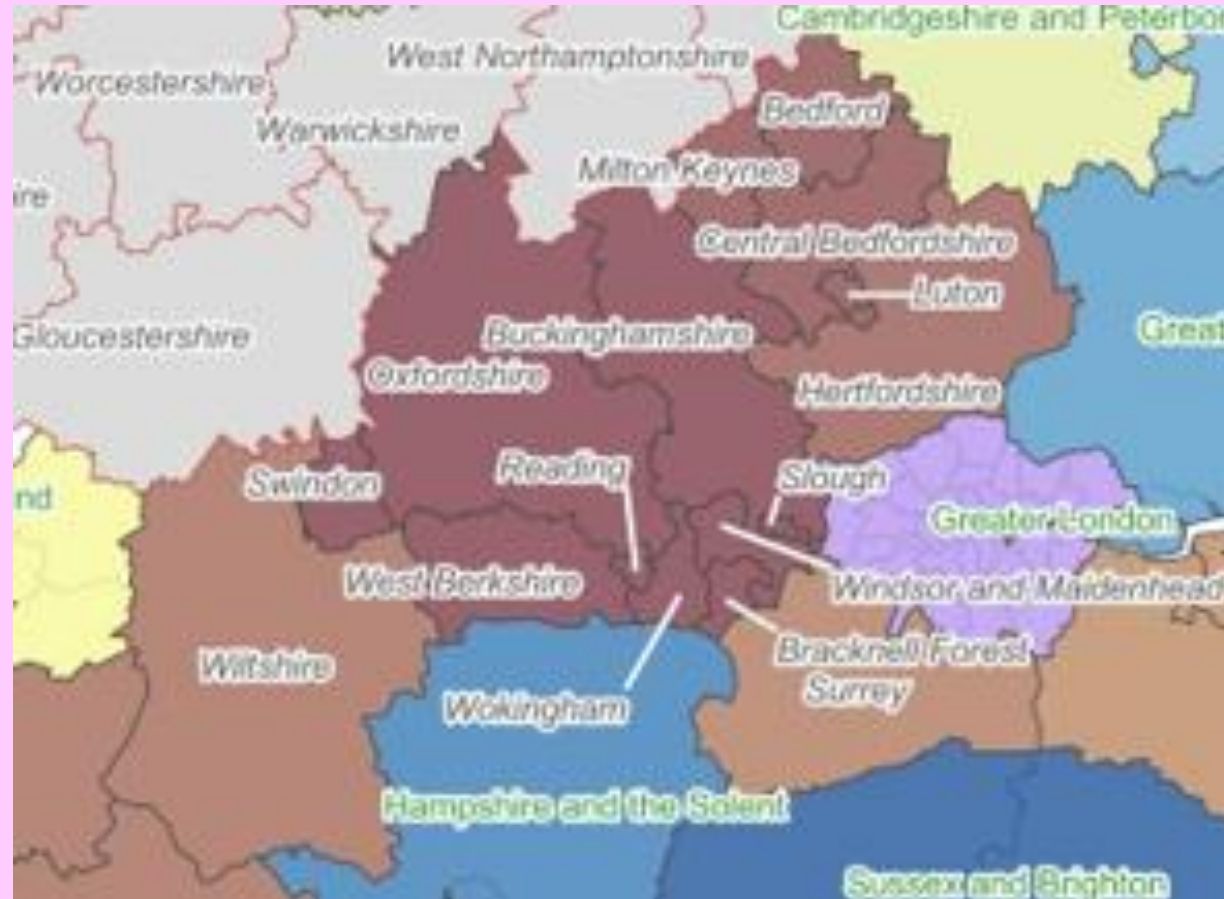 Cambridgeshire and
West Northamptonshire
Worcestershire
Bedford
Warwickshire
Milton Keynes
Central Bedfordshire
Luton
Gloucestershire
Buckinghamshire
Great
Oxfordshire
Hertfordshire
Reading
Slough
Swindon
nd
Greater London
West Berkshire
Windsor and Maidenhead
Wiltshire
Bracknell Forest
Surrey
Wokingham
Hampshire and the Solent
Sussex and Brighton